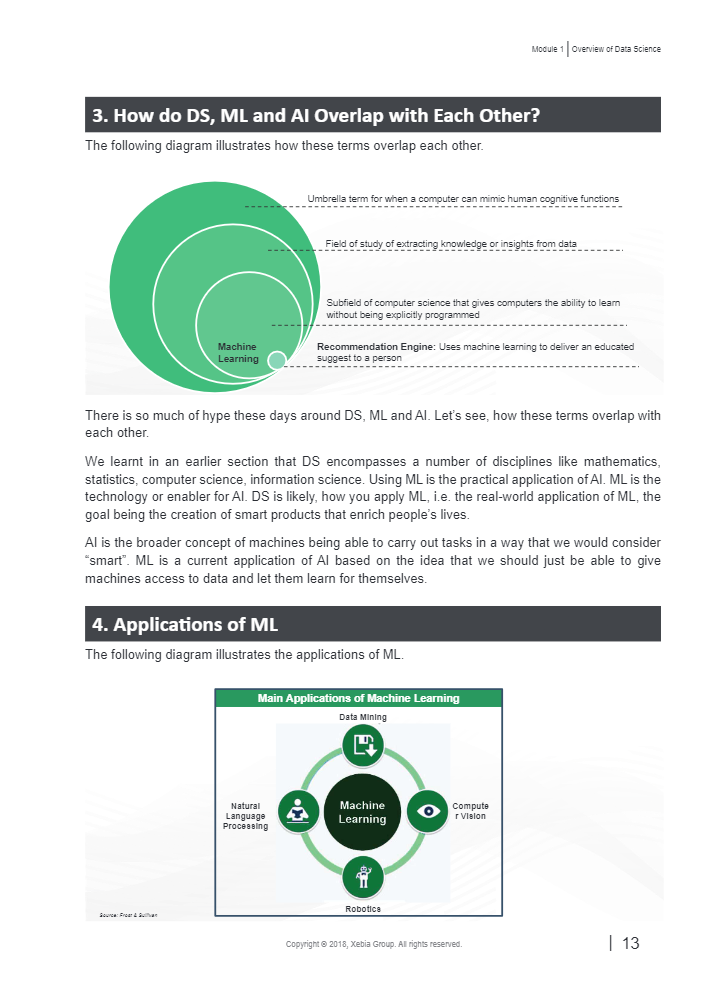 Module 1 | Overview of Data Science
3. How do DS, ML and AI Overlap with Each Other?
The following diagram illustrates how these terms overlap each other.
Umbrella term for when a computer can mimic human cognitive functions
Field of study of extracting knowledge or insights from data
Subfield of computer science that gives computers the ability to learn
without being explicitly programmed
Machine
Learning
Recommendation Engine: Uses machine learning to deliver an educated
suggest to a person
There is so much of hype these days around DS, ML and AI. Let's see, how these terms overlap with
each other.
We learnt in an earlier section that DS encompasses a number of disciplines like mathematics,
statistics, computer science, information science. Using ML is the practical application of AI. ML is the
technology or enabler for AI. DS is likely, how you apply ML, i.e. the real-world application of ML, the
goal being the creation of smart products that enrich people's lives.
AI is the broader concept of machines being able to carry out tasks in a way that we would consider
“smart”. ML is a current application of AI based on the idea that we should just be able to give
machines access to data and let them learn for themselves.
4. Applications of ML
The following diagram illustrates the applications of ML.
Main Applications of Machine Learning
Data Mining
Natural
Language
Processing
Machine
Learning
Compute
r Vision
Robotics
Source: Frost & Sullivan
Copyright © 2018, Xebia Group. All rights reserved.
| 13